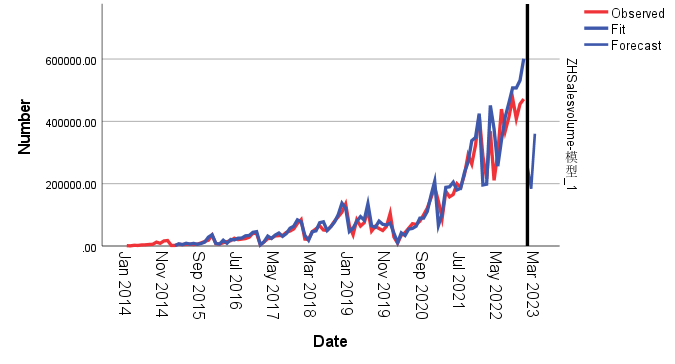 Observed
Fit
Forecast
600000.00
400000.00
200000.00
.00
Number
ZHSalesvolume-模型_1
Jan 2014
Nov 2014
Sep 2015
Jul 2016
May 2017
Mar 2018
Jan 2019
Nov 2019
Sep 2020
Jul 2021
May 2022
Mar 2023
Date